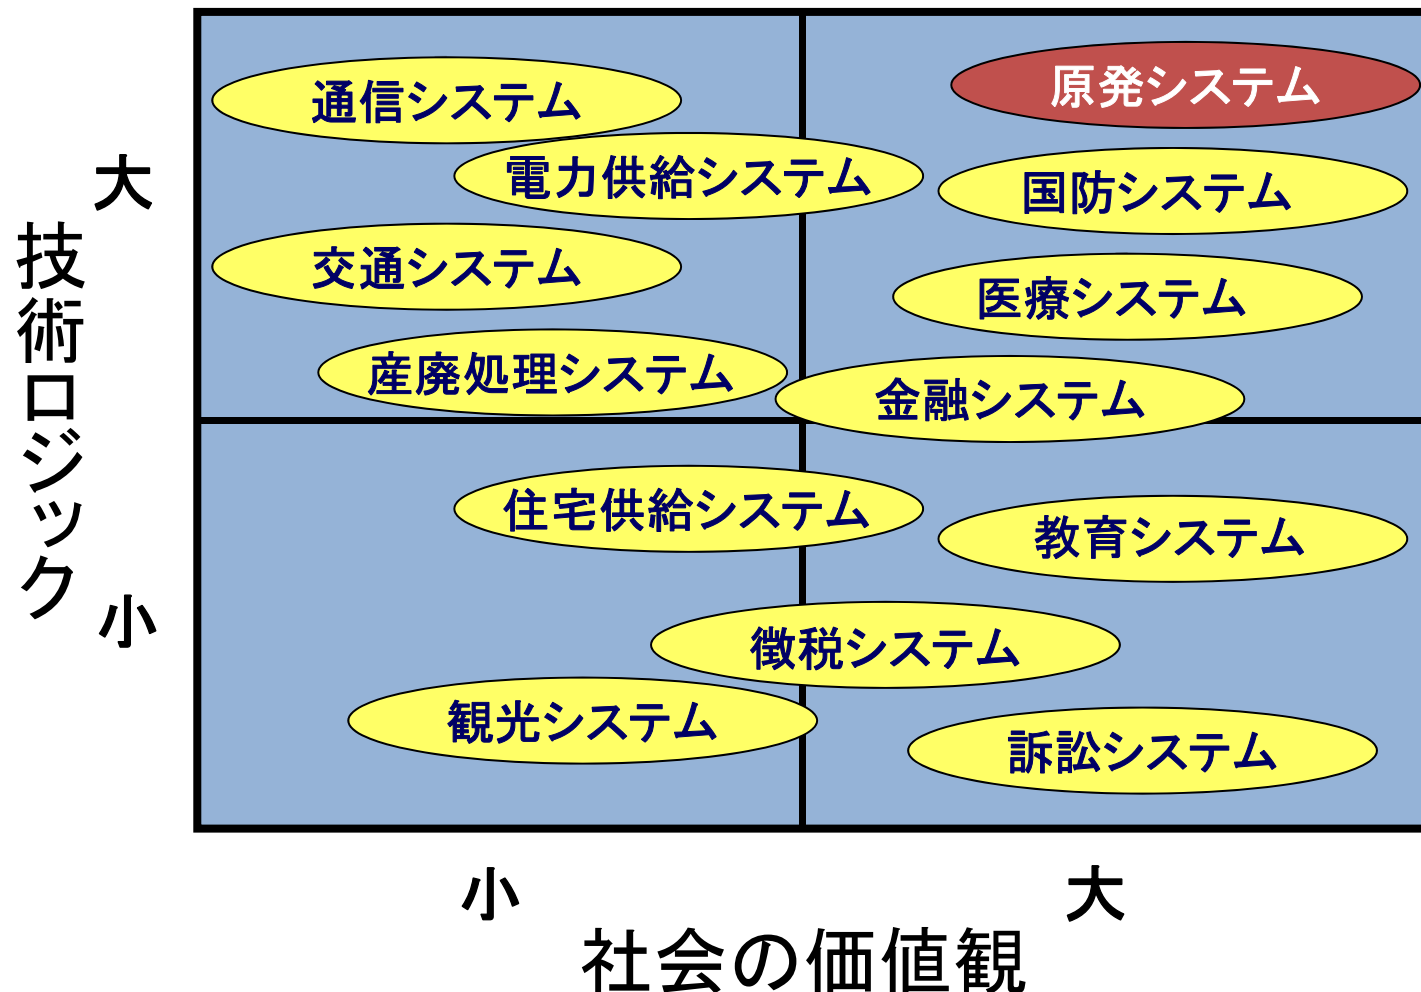 通信システム
原発システム
電力供給システム
国防システム
交通システム
医療システム
産廃処理システム
金融システム
住宅供給システム
教育システム
徴税システム
観光システム
訴訟システム
大
技術ロジック
小
小
大
社会の価値観